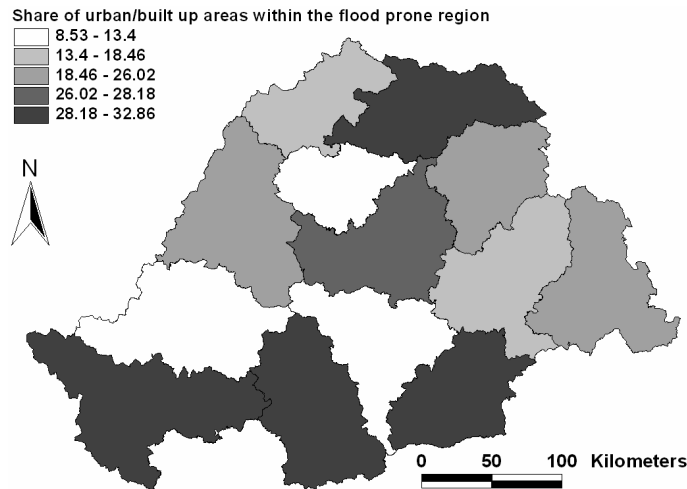 Share of urban/built up areas within the flood prone region
8.53 - 13.4
13.4 - 18.46
18.46 - 26.02
26.02 - 28.18
28.18 - 32.86
N
0 50 100 Kilometers